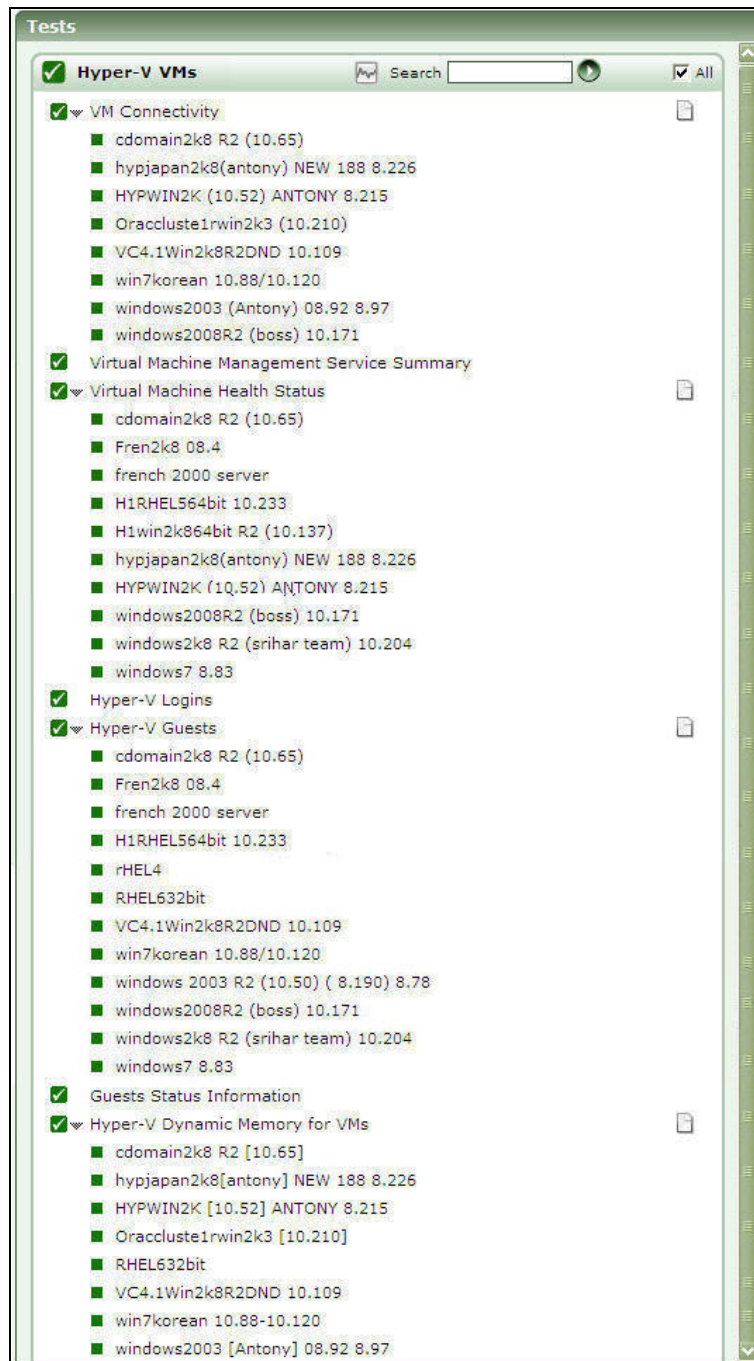 Tests
Hyper-V VMs Search All
VM Connectivity
cdomain2k8 R2 (10.65)
hypjapan2k8(antony) NEW 188 8.226
HYPWIN2K (10.52) ANTONY 8.215
Oraccluste1rwin2k3 (10.210)
VC4.1Win2k8R2DND 10.109
win7korean 10.88/10.120
windows2003 (Antony) 08.92 8.97
windows2008R2 (boss) 10.171
Virtual Machine Management Service Summary
Virtual Machine Health Status
cdomain2k8 R2 (10.65)
Fren2k8 08.4
french 2000 server
H1RHEL564bit 10.233
H1win2k864bit R2 (10.137)
hypjapan2k8(antony) NEW 188 8.226
HYPWIN2K (10.52) ANTONY 8.215
windows2008R2 (boss) 10.171
windows2k8 R2 (srihar team) 10.204
windows7 8.83
Hyper-V Logins
Hyper-V Guests
cdomain2k8 R2 (10.65)
Fren2k8 08.4
french 2000 server
H1RHEL564bit 10.233
rHEL4
RHEL632bit
VC4.1Win2k8R2DND 10.109
win7korean 10.88/10.120
windows 2003 R2 (10.50) ( 8.190) 8.78
windows2008R2 (boss) 10.171
windows2k8 R2 (srihar team) 10.204
windows7 8.83
Guests Status Information
Hyper-V Dynamic Memory for VMs
cdomain2k8 R2 [10.65]
hypjapan2k8[antony] NEW 188 8.226
HYPWIN2K [10.52] ANTONY 8.215
Oraccluste1rwin2k3 [10.210]
RHEL632bit
VC4.1Win2k8R2DND 10.109
win7korean 10.88-10.120
windows2003 [Antony] 08.92 8.97